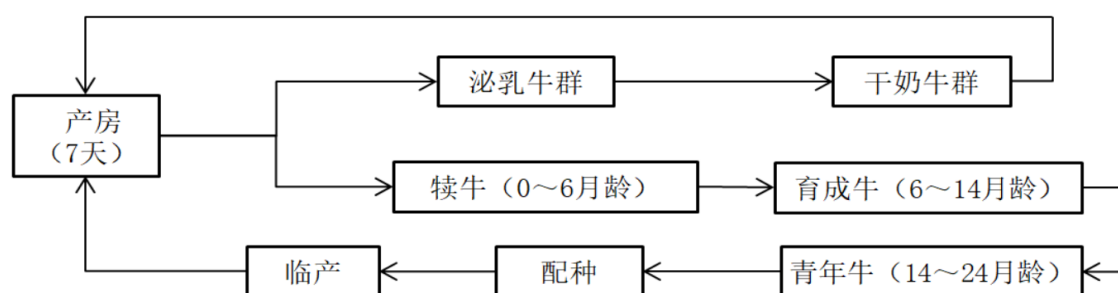 泌乳牛群
干奶牛群
产房
（7天）
犊牛（0～6月龄）
育成牛（6～14月龄）
临产
配种
青年牛（14～24月龄）